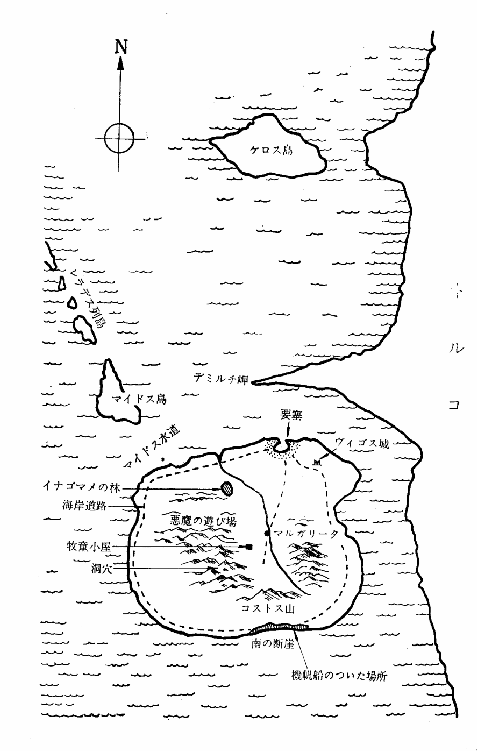 N
ケロス島
マラデス列島
トルコ
デミルチ岬
マイドス島
要塞
マイドス水道
ヴィゴス城
イナゴマメの林
海岸道路
悪魔の遊び場
マルガリータ
牧童小屋
洞穴
コストス山
南の断崖
機帆船のついた場所